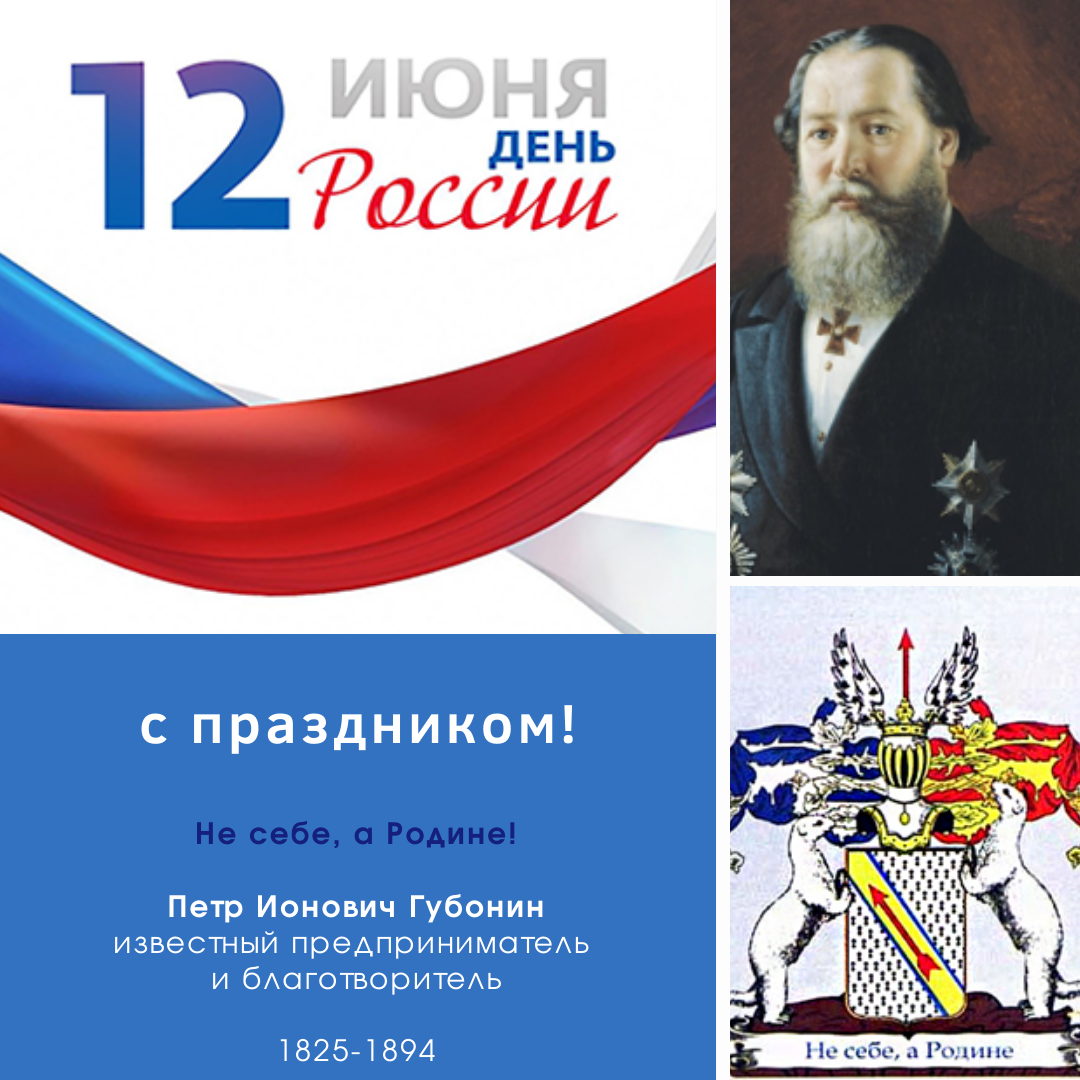 12 ИЮНЯ
ДЕНЬ
России
с праздником!
Не себе, а Родине!
Петр Ионович Губонин
известный предприниматель
и благотворитель
1825-1894
Не себе, а Родине